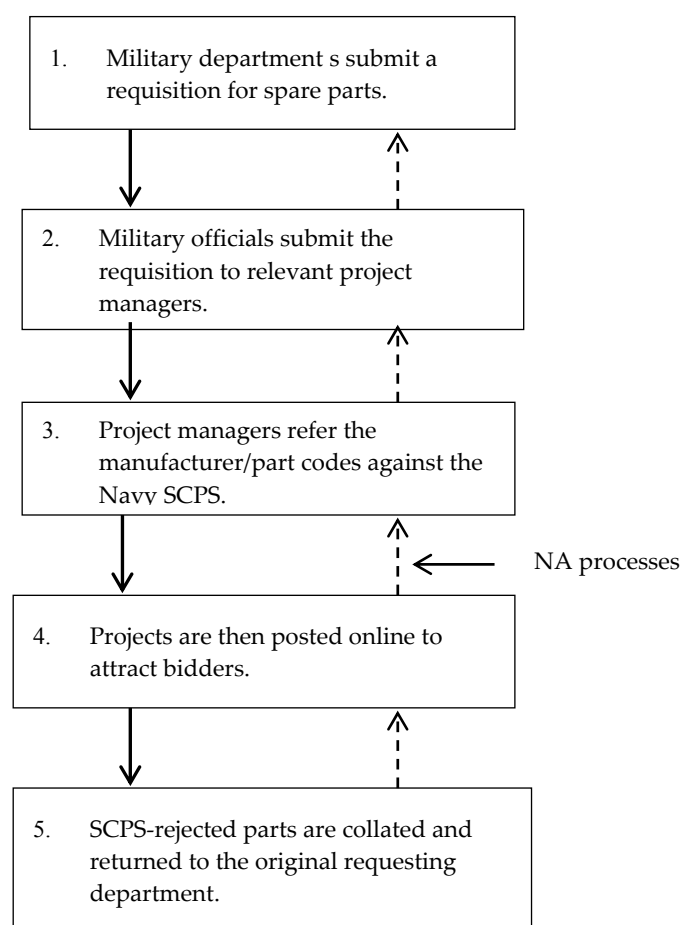 1. Military department s submit a
requisition for spare parts.
2. Military officials submit the
requisition to relevant project
managers.
3. Project managers refer the
manufacturer/part codes against the
Navy SCPS.
NA processes
4. Projects are then posted online to
attract bidders.
5. SCPS-rejected parts are collated and
returned to the original requesting
department.